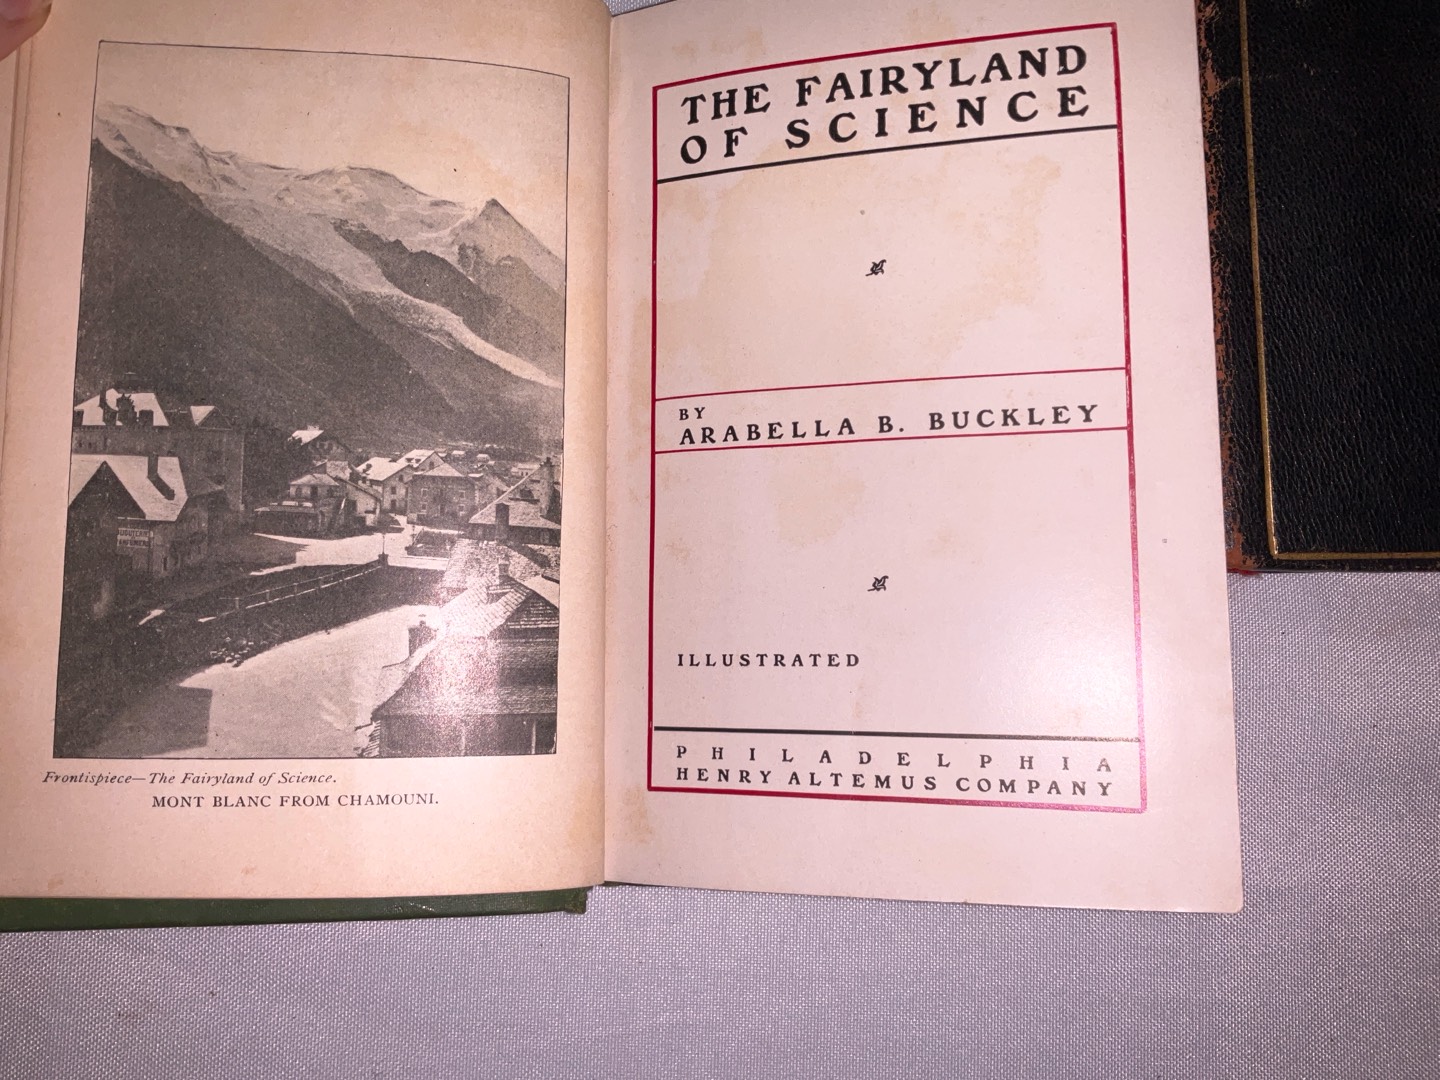 Frontispiece—The Fairyland of Science.
MONT BLANC FROM CHAMOUNI.
THE FAIRYLAND
OF SCIENCE
BY
ARABELLA B. BUCKLEY
ILLUSTRATED
PHILADELPHIA
HENRY ALTEMUS COMPANY